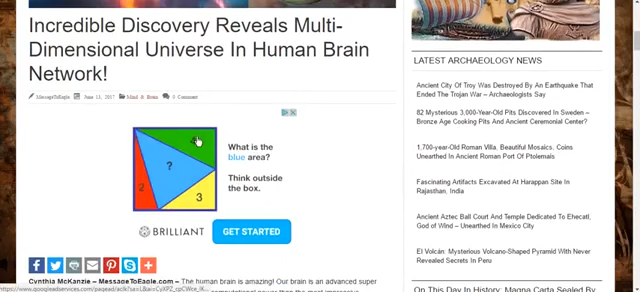 Incredible Discovery Reveals Multi-
Dimensional Universe In Human Brain
Network!
MessageToEagle June 13, 2017 Mind & Brain 0 Comment
4
?
2
3
What is the
blue area?
Think outside
the box.
BRILLIANT
GET STARTED
Cynthia McKanzie – MessageToEagle.com – The human brain is amazing! Our brain is an advanced super
LATEST ARCHAEOLOGY NEWS
Ancient City Of Troy Was Destroyed By An Earthquake That
Ended The Trojan War – Archaeologists Say
82 Mysterious 3,000-Year-Old Pits Discovered In Sweden –
Bronze Age Cooking Pits And Ancient Ceremonial Center?
1,700-year-old Roman Villa, Beautiful Mosaics, Coins
Unearthed In Ancient Roman Port Of Ptolemais
Fascinating Artifacts Excavated At Harappan Site In
Rajasthan, India
Ancient Aztec Ball Court And Temple Dedicated To Ehecatl,
God of Wind – Unearthed In Mexico City
El Volcán: Mysterious Volcano-Shaped Pyramid With Never
Revealed Secrets In Peru
On This Day In History: Magna Carta Sealed By